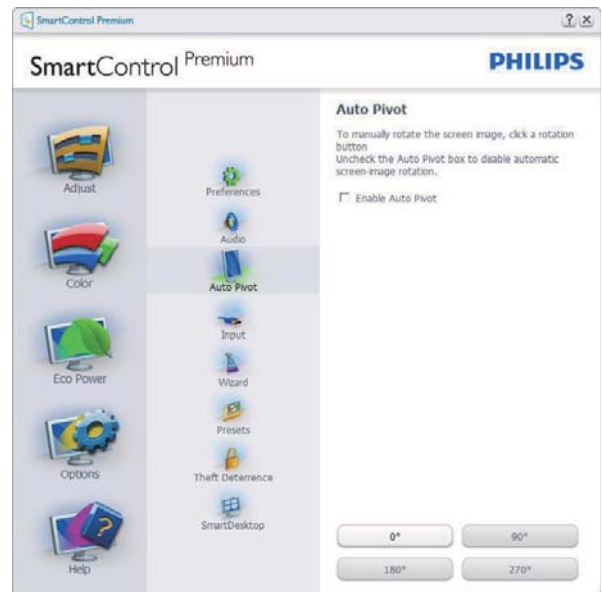 SmartControl Premium
? x
SmartControl Premium
PHILIPS
Adjust
Color
Eco Power
Options
Help
Preferences
Audio
Auto Pivot
Input
Wizard
Presets
Theft Deterrence
SmartDesktop
Auto Pivot
To manually rotate the screen image, click a rotation
button
Uncheck the Auto Pivot box to disable automatic
screen-image rotation.
Enable Auto Pivot
0°
90°
180°
270°